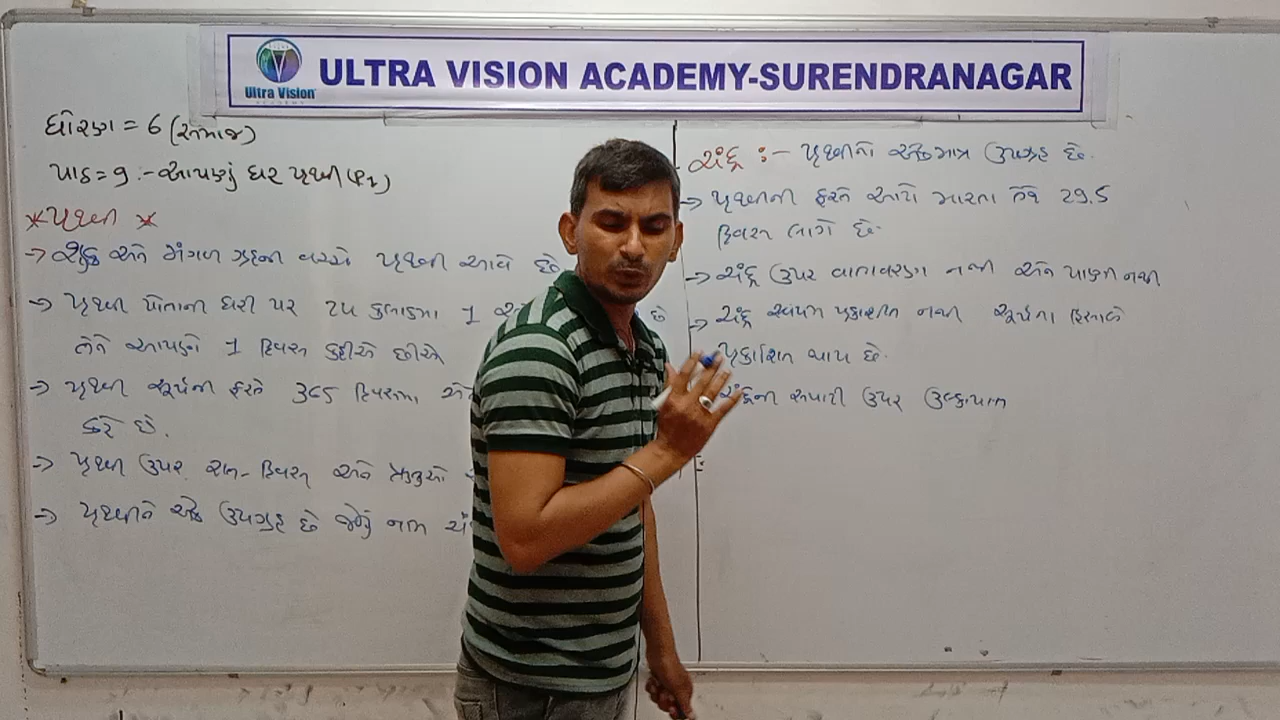 Ultra Vision
ACADEMY
ULTRA VISION ACADEMY-SURENDRANAGAR
ધોરણ = 6 (સમાજ)
પાઠ = 9 :- આપણું ઘર પૃથ્વી
* પૃથ્વી *
→ શુક્ર અને મંગળ ગ્રહની વચ્ચે પૃથ્વી આવે છે
→ પૃથ્વી પોતાની ધરી પર ૨૫ કલાકમાં 1 છે
તેને આપણે 1 દિવસ કહીએ છીએ
→ પૃથ્વી સૂર્યની ફરતે 365 દિવસમાં
કરે છે.
→ પૃથ્વી ઉપર રાત-દિવસ અને ઋતુઓ
→ પૃથ્વીને એક ઉપગ્રહ છે જેનું નામ
ચંદ્ર :- પૃથ્વીનો એકમાત્ર ઉપગ્રહ છે.
→ પૃથ્વીની ફરતે આંટો મારતા તેને 29.5
દિવસ લાગે છે.
→ ચંદ્ર ઉપર વાતાવરણ નથી અને પાણી નથી
→ ચંદ્ર સ્વયંમ પ્રકાશીત નથી સૂર્યના લિસાબે
પ્રકાશિત થાય છે.
ચંદ્રની સપાટી ઉપર ઉલ્કાપાત